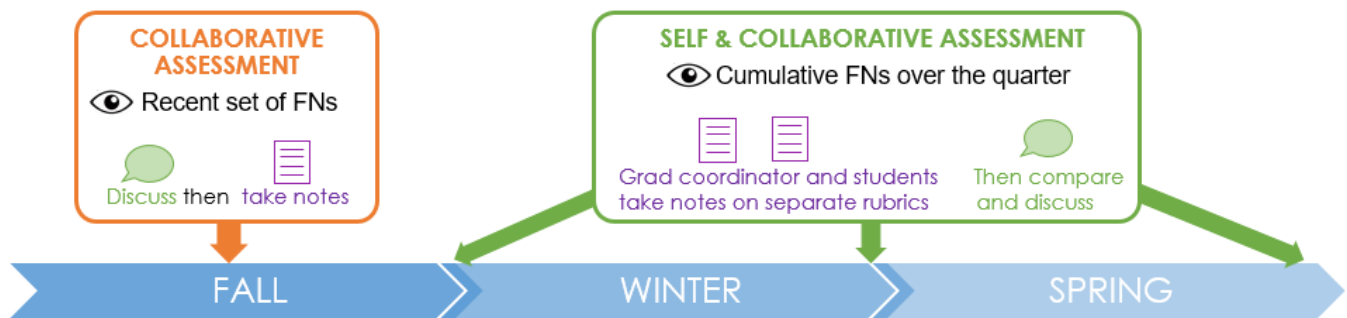 COLLABORATIVE
ASSESSMENT
Recent set of FNs
Discuss then take notes
SELF & COLLABORATIVE ASSESSMENT
Cumulative FNs over the quarter
Grad coordinator and students
take notes on separate rubrics
Then compare
and discuss
FALL
WINTER
SPRING